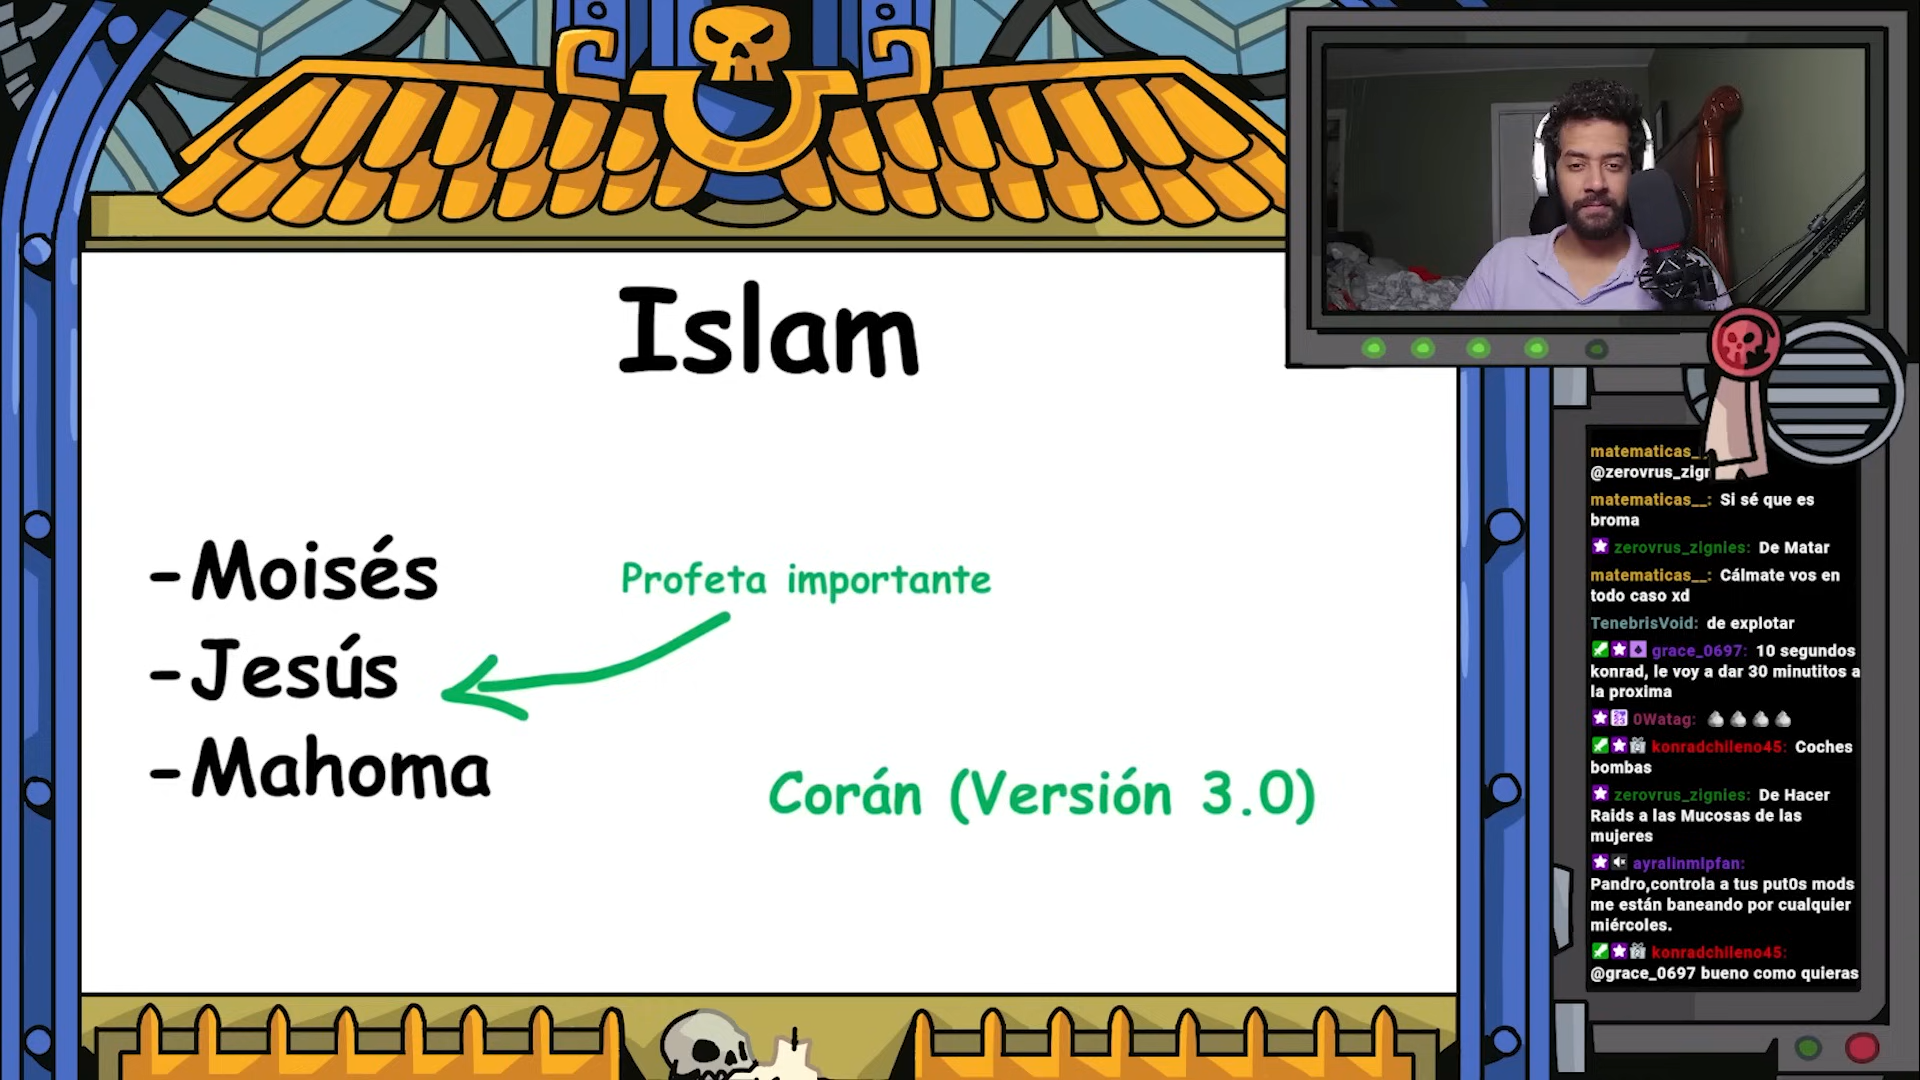 Islam
-Moisés
-Jesús
-Mahoma
Profeta importante
Corán (Versión 3.0)
matematicas_
@zerovrus_zign
matematicas__: Si sé que es
broma
zerovrus_zignies: De Matar
matematicas__: Cálmate vos en
todo caso xd
TenebrisVoid: de explotar
grace_0697: 10 segundos
konrad, le voy a dar 30 minutitos a
la proxima
0Watag:
konradchileno45: Coches
bombas
zerovrus_zignies: De Hacer
Raids a las Mucosas de las
mujeres
ayralinmlpfan:
Pandro,controla a tus put0s mods
me están baneando por cualquier
miércoles.
konradchileno45:
@grace_0697 bueno como quieras